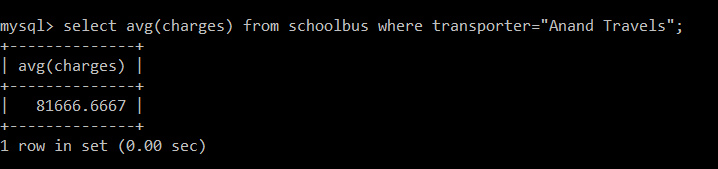 mysql> select avg(charges) from schoolbus where transporter="Anand Travels";
+--------------+
| avg(charges) |
+--------------+
|   81666.6667 |
+--------------+
1 row in set (0.00 sec)